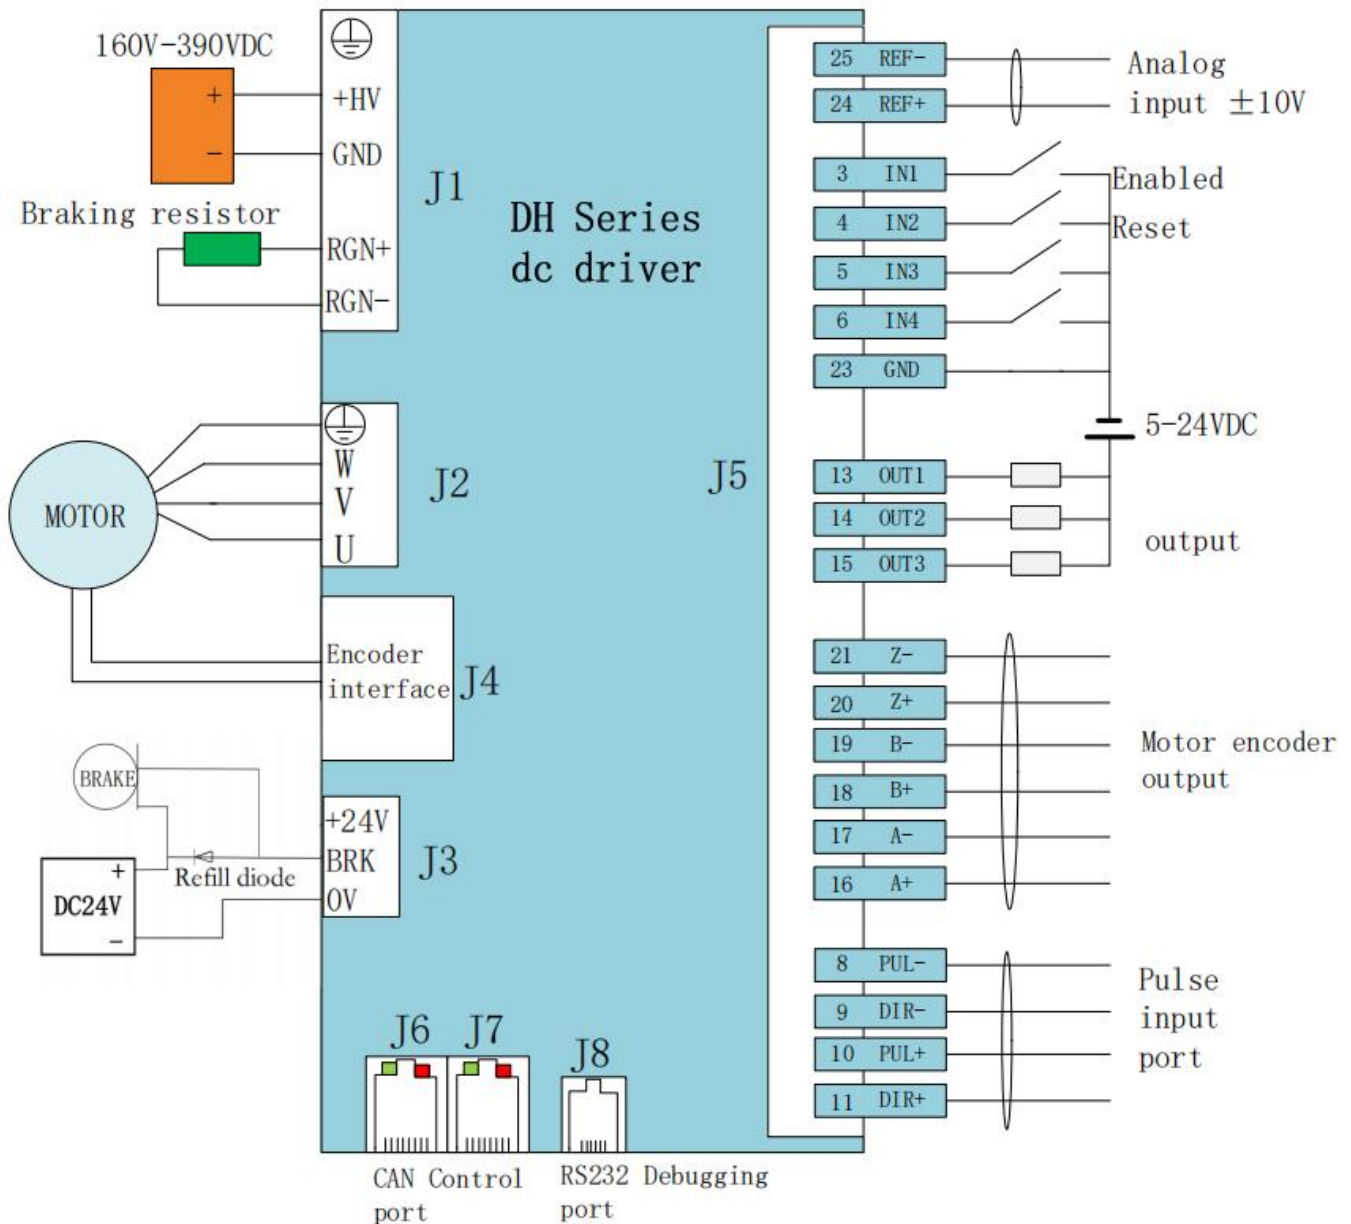 160V-390VDC
+
-
+HV
GND
Braking resistor
RGN+
RGN-
J1
DH Series
dc driver
MOTOR
W
V
U
J2
Encoder
interface
J4
BRAKE
+24V
BRK
0V
J3
Refill diode
+
DC24V
-
J6
J7
J8
CAN Control
port
RS232 Debugging
port
J5
25 REF-
24 REF+
Analog
input ±10V
3 IN1
Enabled
4 IN2
Reset
5 IN3
6 IN4
23 GND
5-24VDC
13 OUT1
14 OUT2
15 OUT3
output
21 Z-
20 Z+
19 B-
18 B+
17 A-
16 A+
Motor encoder
output
8 PUL-
9 DIR-
10 PUL+
11 DIR+
Pulse
input
port